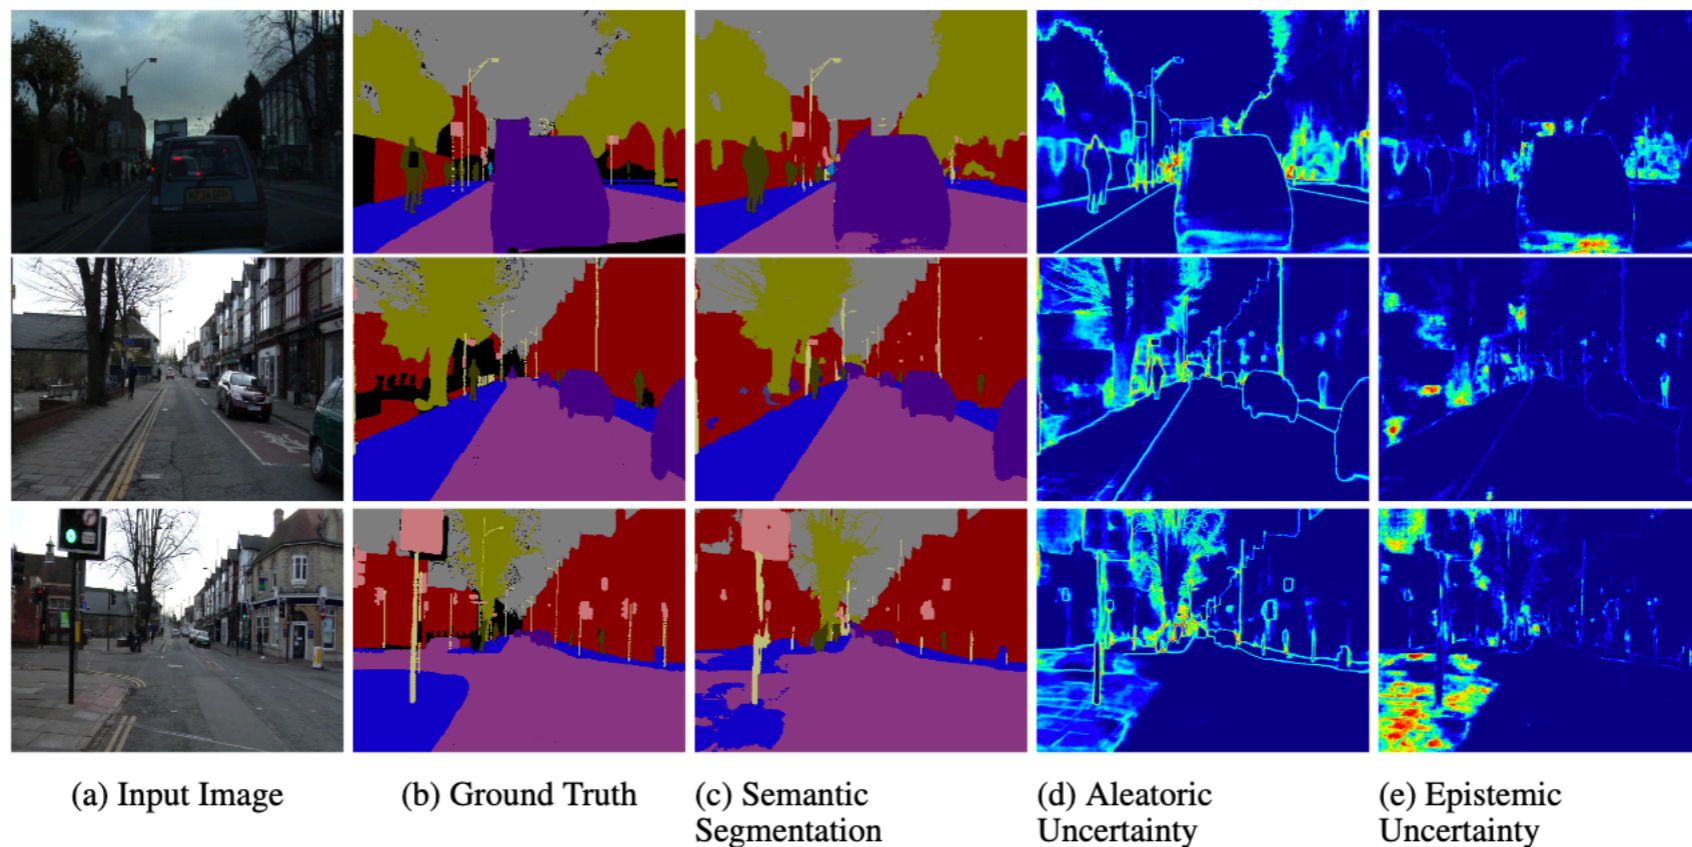 (a) Input Image
(b) Ground Truth
(c) Semantic
Segmentation
(d) Aleatoric
Uncertainty
(e) Epistemic
Uncertainty